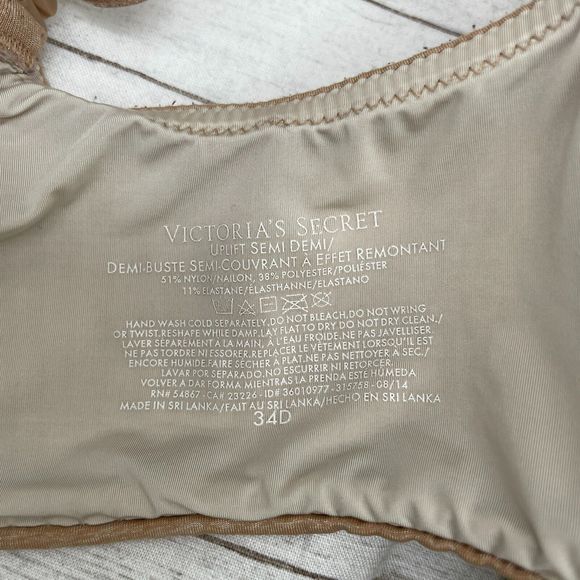 VICTORIA'S SECRET
UPLIFT SEMI DEMI/
DEMI-BUSTE SEMI-COUVRANT À EFFET REMONTANT
51% NYLON/NAILON, 38% POLYESTER/POLIÉSTER
11% ELASTANE/ÉLASTHANNE/ELASTANO
HAND WASH COLD SEPARATELY.DO NOT BLEACH.DO NOT WRING
OR TWIST.RESHAPE WHILE DAMP.LAY FLAT TO DRY DO NOT DRY CLEAN./
LAVER SÉPARÉMENT À LA MAIN, À L'EAU FROIDE.NE PAS JAVELLISER.
NE PAS TORDRE NI ESSORER.REPLACER LE VÊTEMENT LORSQU'IL EST
ENCORE HUMIDE.FAIRE SÉCHER À PLAT.NE PAS NETTOYER A SEC./
LAVAR POR SEPARADO.NO ESCURRIR NI RETORCER.
VOLVER A DAR FORMA MIENTRAS LA PRENDA ESTÉ HÚMEDA
RN# 54867 - CA# 23226 - ID# 36010977 - 315758 - 08/14
MADE IN SRI LANKA/FAIT AU SRI LANKA/HECHO EN SRI LANKA
34D